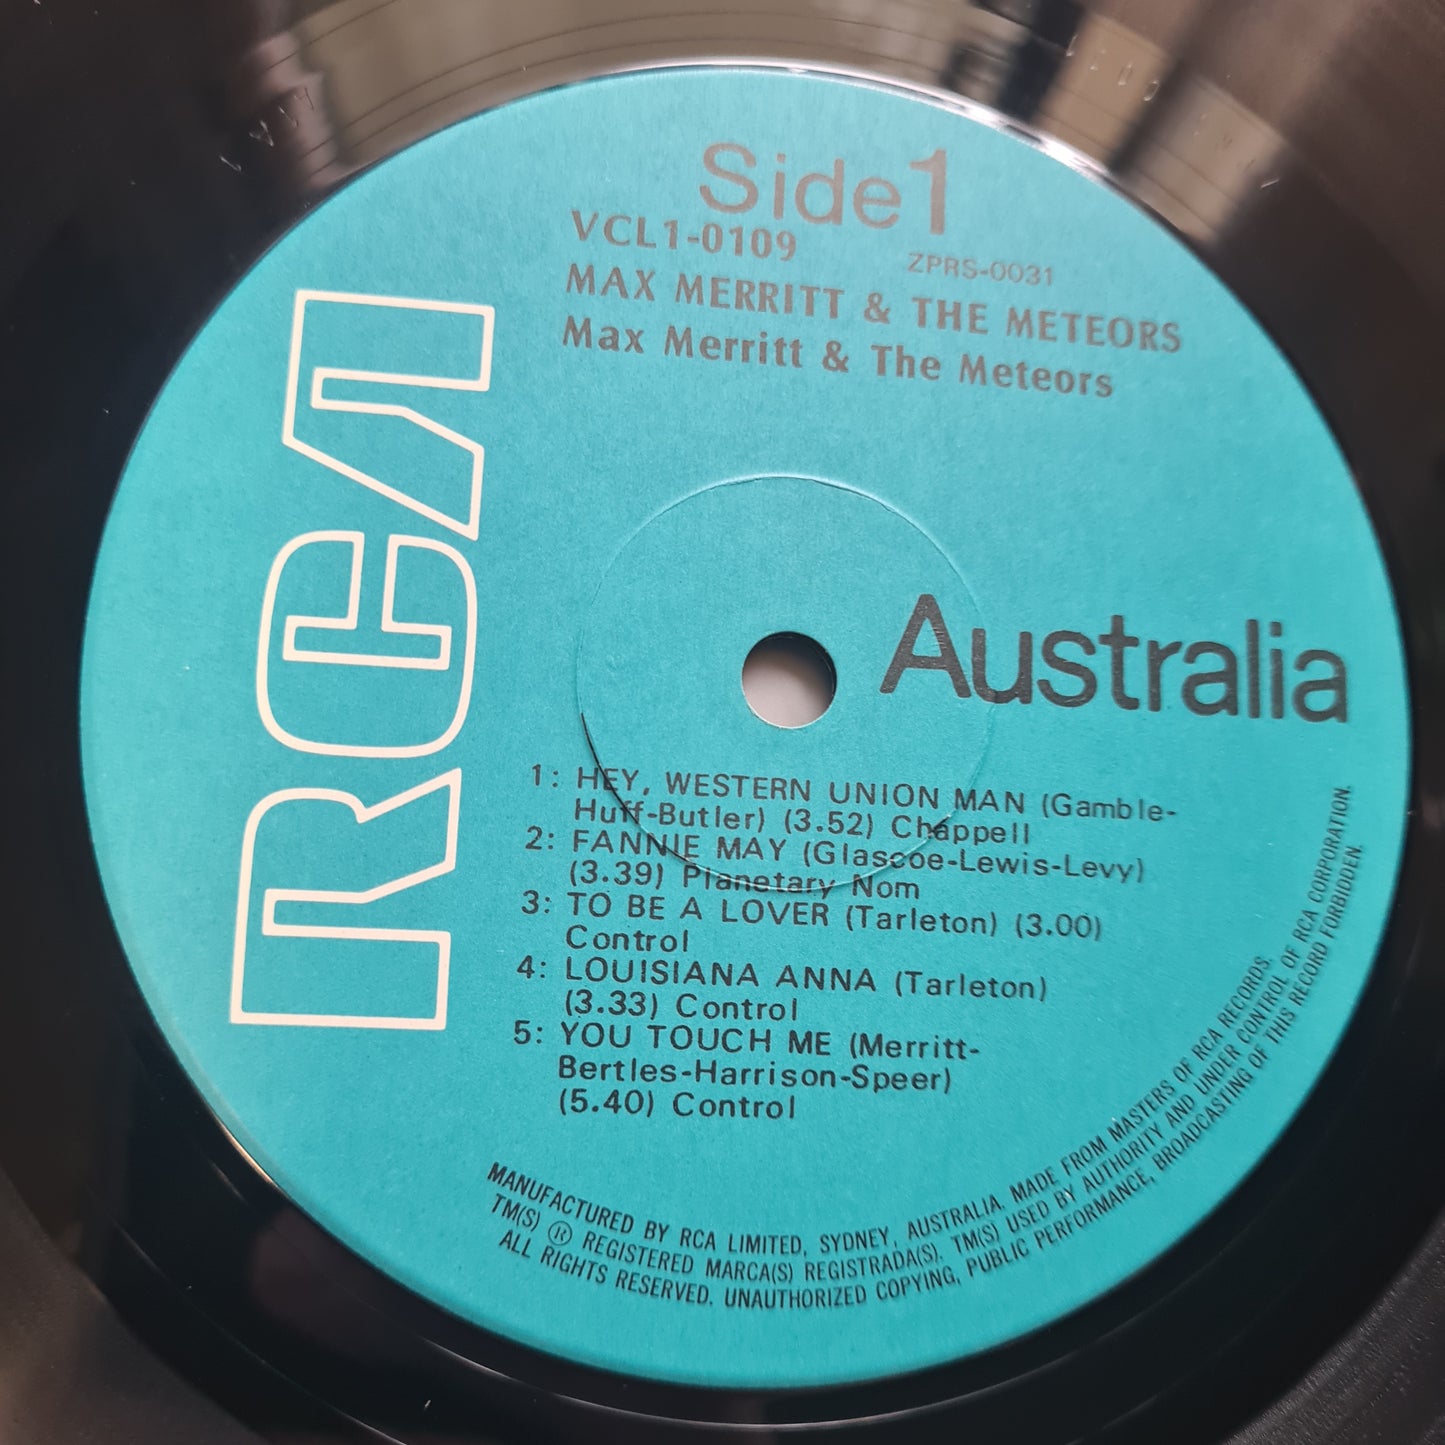 Side 1
VCL1-0109
ZPRS-0031
MAX MERRITT & THE METEORS
Max Merritt & The Meteors
RCA
Australia
1: HEY, WESTERN UNION MAN (Gamble-
Huff-Butler) (3.52) Chappell
2: FANNIE MAY (Glascoe-Lewis-Levy)
(3.39) Planetary Nom
3: TO BE A LOVER (Tarleton) (3.00)
Control
4: LOUISIANA ANNA (Tarleton)
(3.33) Control
5: YOU TOUCH ME (Merritt-
Bertles-Harrison-Speer)
(5.40) Control
MANUFACTURED BY RCA LIMITED, SYDNEY, AUSTRALIA. MADE FROM MASTERS OF RCA RECORDS.
TM(S) ® REGISTERED MARCA(S) REGISTRADA(S). TM(S) USED BY AUTHORITY AND UNDER CONTROL OF RCA CORPORATION.
ALL RIGHTS RESERVED. UNAUTHORIZED COPYING, PUBLIC PERFORMANCE, BROADCASTING OF THIS RECORD FORBIDDEN.